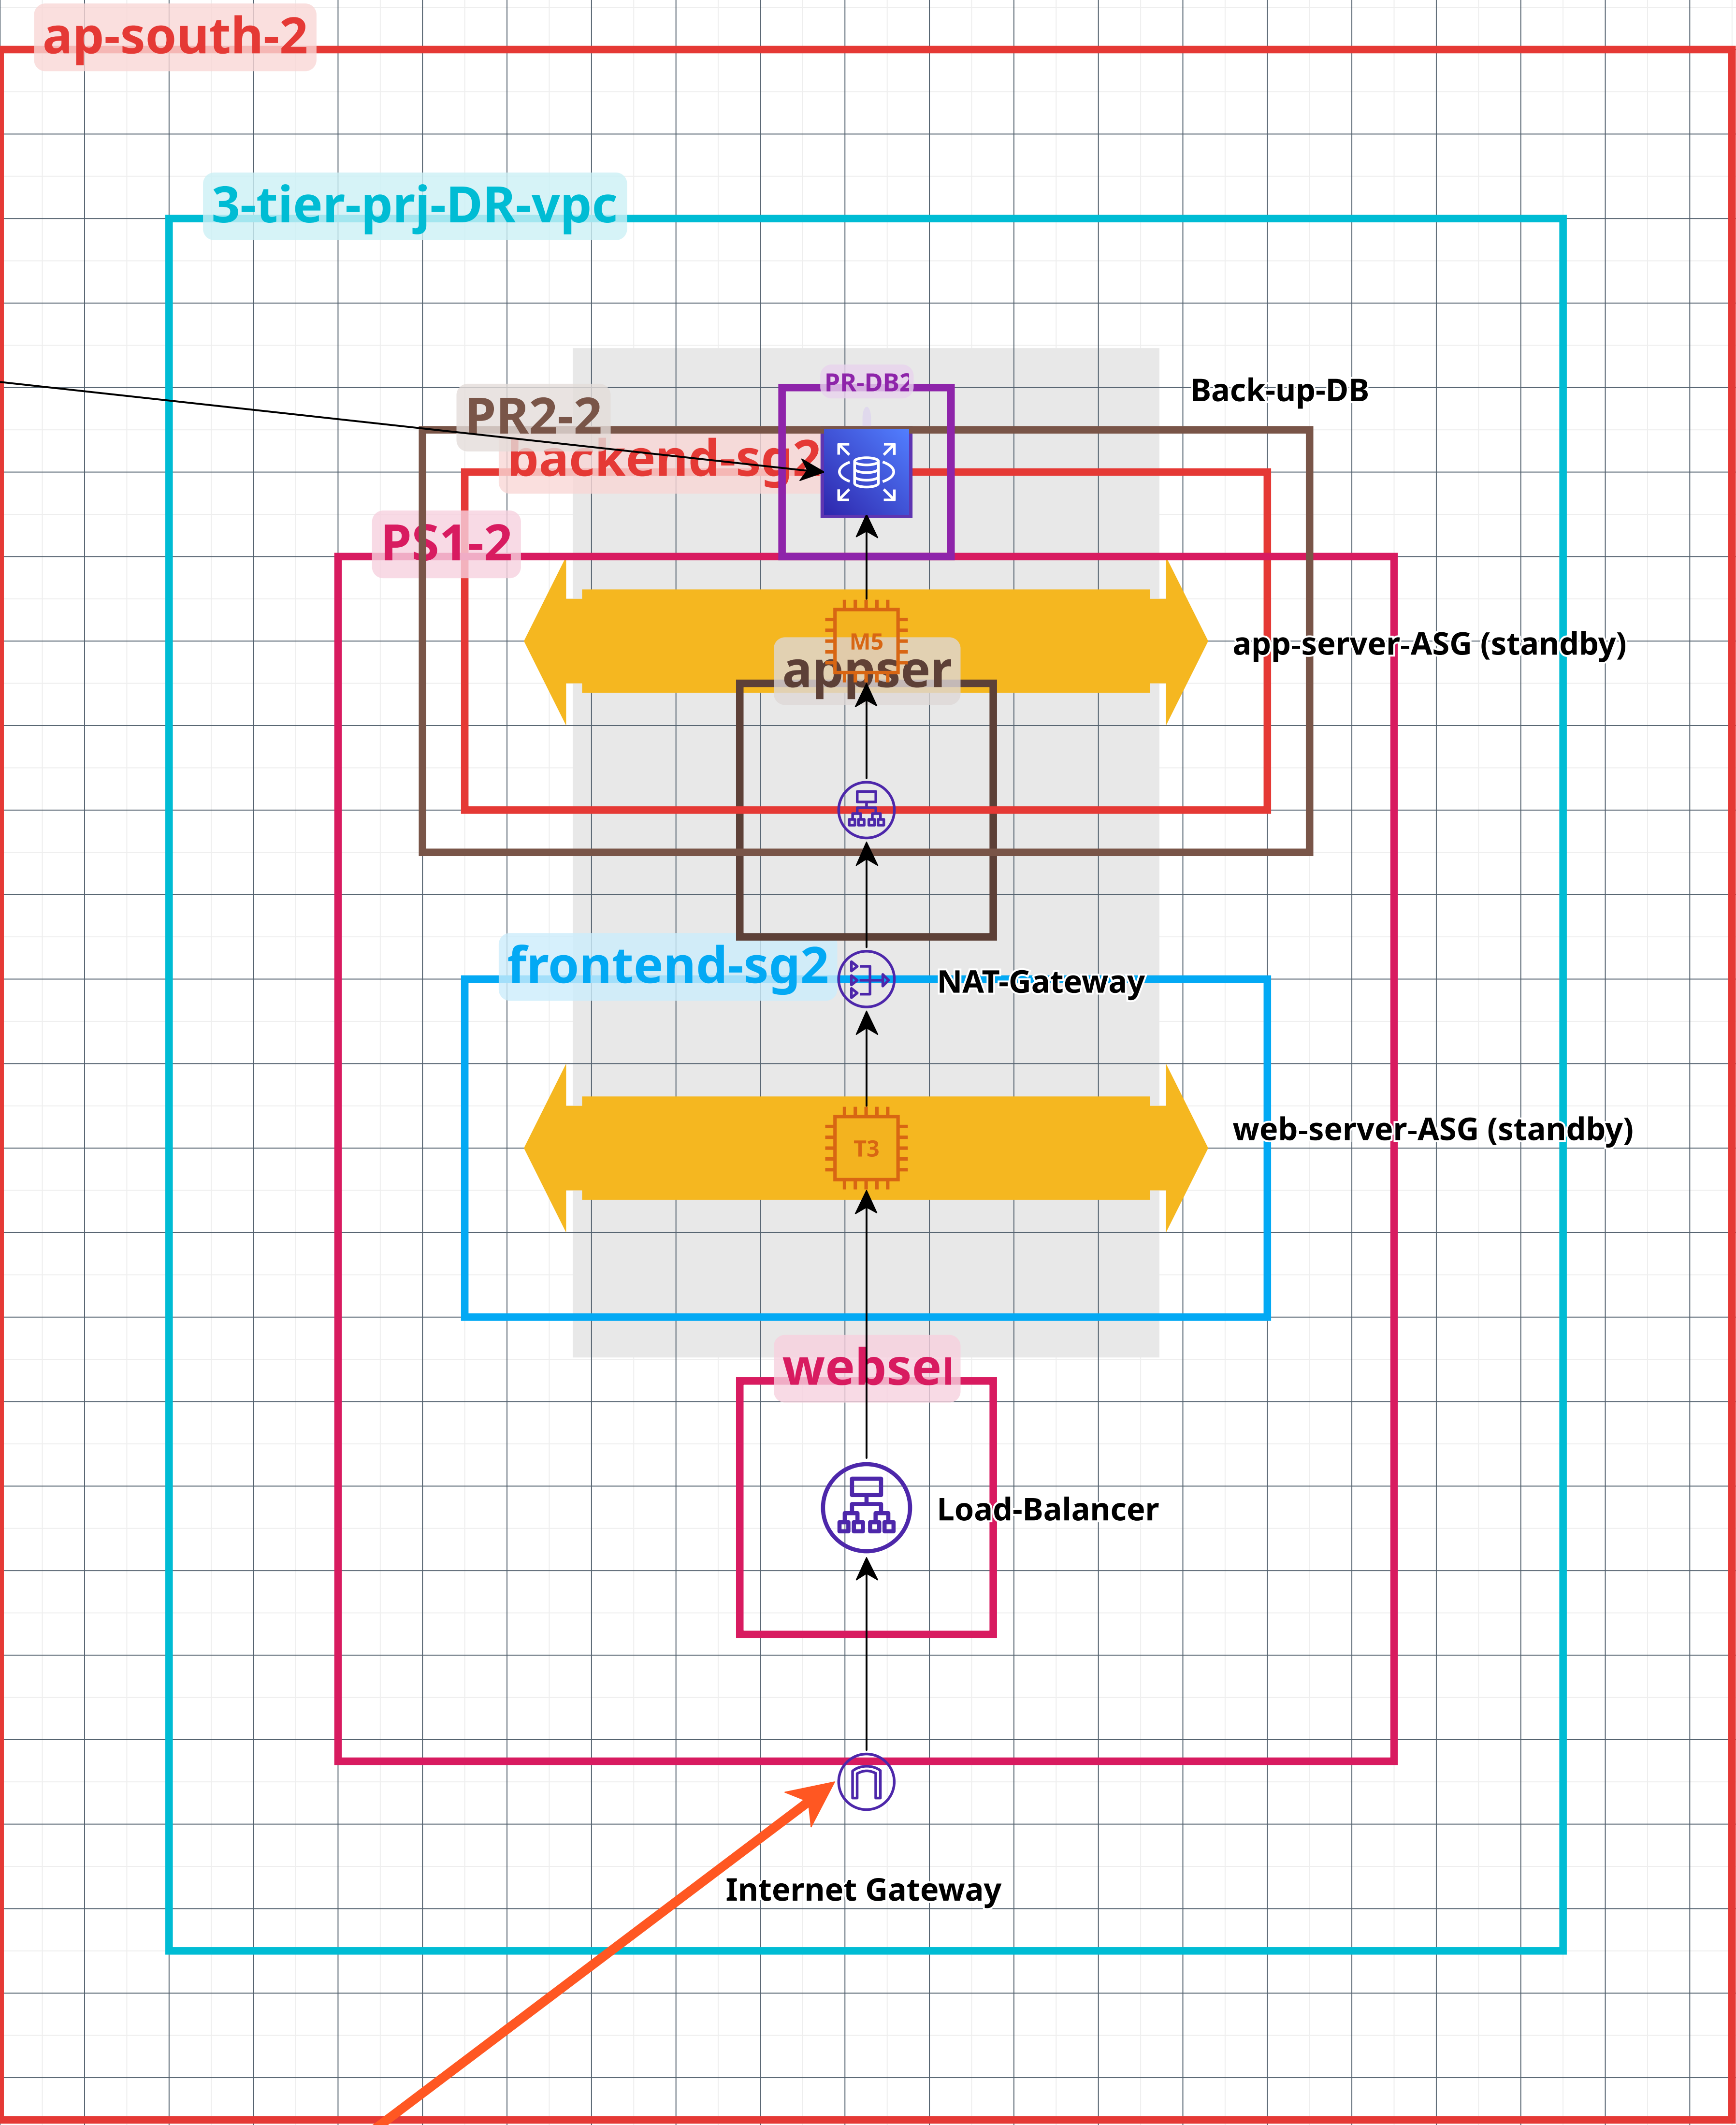 ap-south-2
3-tier-prj-DR-vpc
PR-DB2
Back-up-DB
PR2-2
backend-sg2
PS1-2
M5
app-server-ASG (standby)
appser
frontend-sg2
NAT-Gateway
web-server-ASG (standby)
T3
Load-Balancer
Internet Gateway